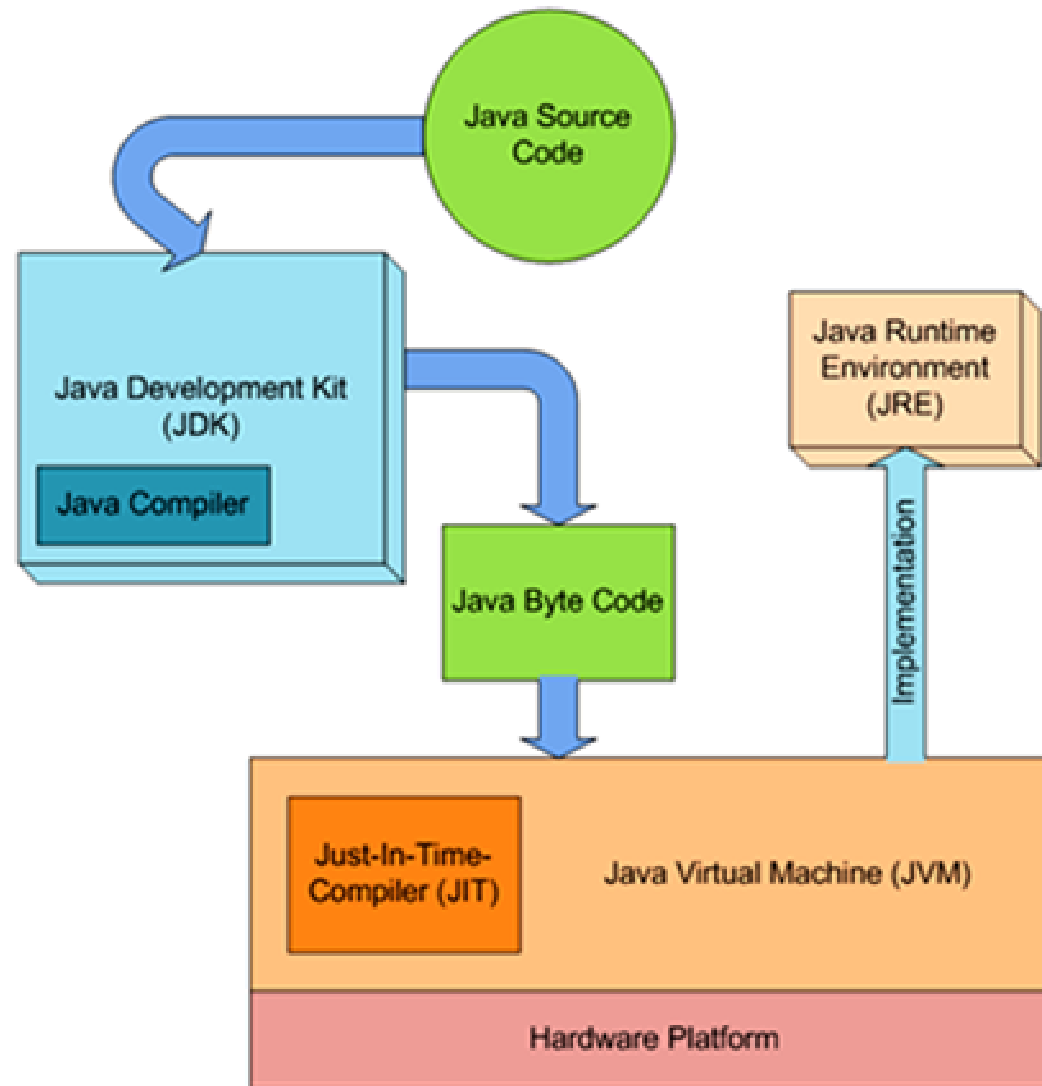 Java Source
Code
Java Development Kit
(JDK)
Java Compiler
Java Runtime
Environment
(JRE)
Java Byte Code
Implementation
Just-In-Time-
Compiler (JIT)
Java Virtual Machine (JVM)
Hardware Platform